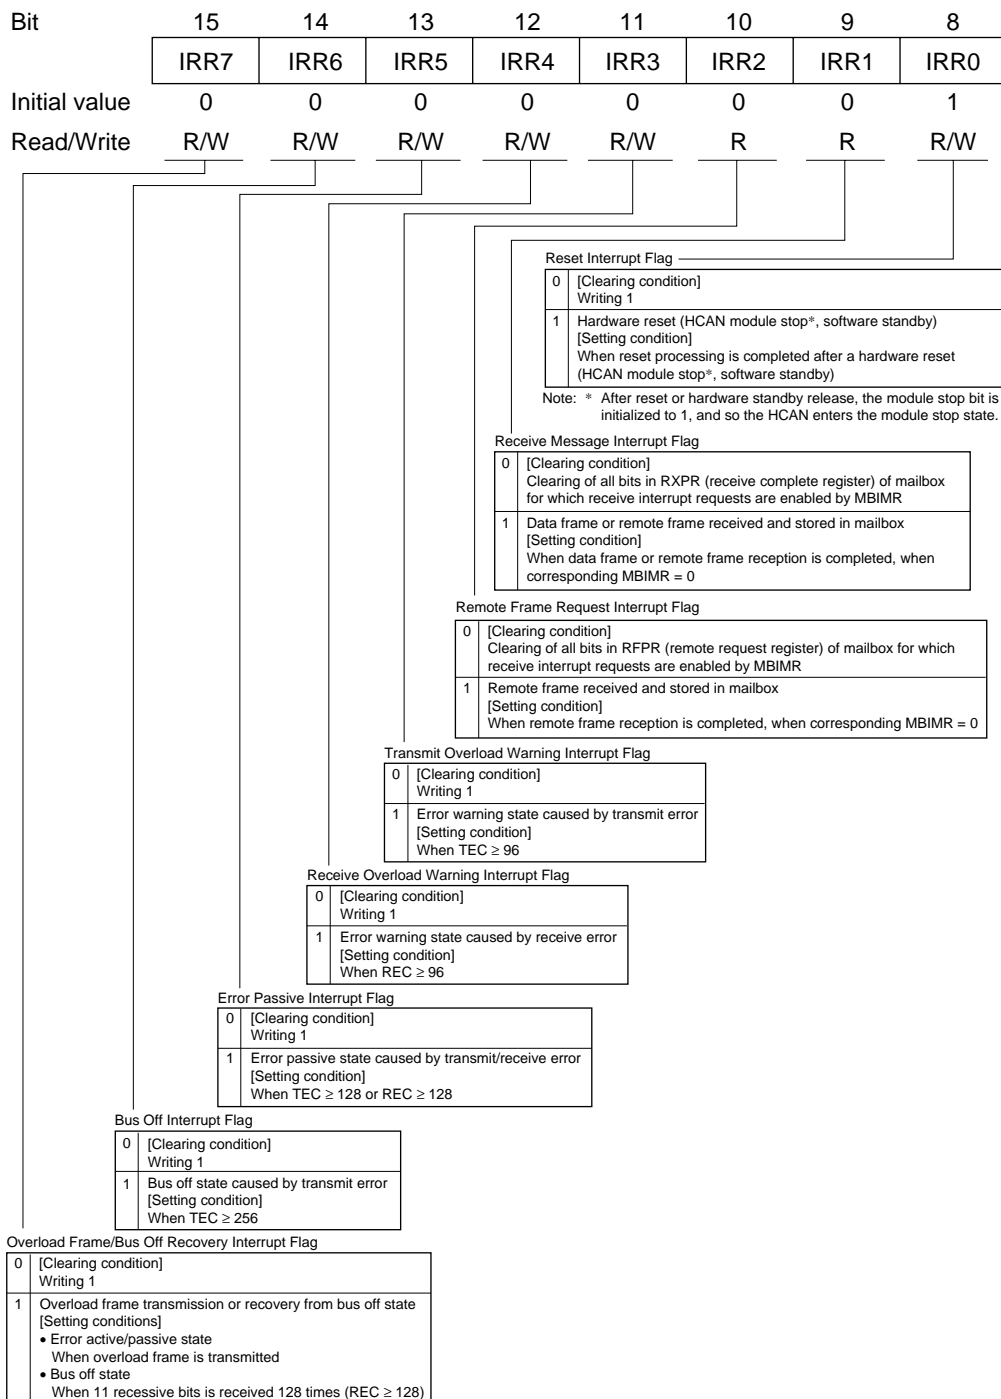 Bit 15 14 13 12 11 10 9 8
IRR7 IRR6 IRR5 IRR4 IRR3 IRR2 IRR1 IRR0
Initial value 0 0 0 0 0 0 0 1
Read/Write R/W R/W R/W R/W R/W R R R/W
Reset Interrupt Flag
0 [Clearing condition]
Writing 1
1 Hardware reset (HCAN module stop*, software standby)
[Setting condition]
When reset processing is completed after a hardware reset
(HCAN module stop*, software standby)
Note: * After reset or hardware standby release, the module stop bit is
initialized to 1, and so the HCAN enters the module stop state.
Receive Message Interrupt Flag
0 [Clearing condition]
Clearing of all bits in RXPR (receive complete register) of mailbox
for which receive interrupt requests are enabled by MBIMR
1 Data frame or remote frame received and stored in mailbox
[Setting condition]
When data frame or remote frame reception is completed, when
corresponding MBIMR = 0
Remote Frame Request Interrupt Flag
0 [Clearing condition]
Clearing of all bits in RFPR (remote request register) of mailbox for which
receive interrupt requests are enabled by MBIMR
1 Remote frame received and stored in mailbox
[Setting condition]
When remote frame reception is completed, when corresponding MBIMR = 0
Transmit Overload Warning Interrupt Flag
0 [Clearing condition]
Writing 1
1 Error warning state caused by transmit error
[Setting condition]
When TEC ≥ 96
Receive Overload Warning Interrupt Flag
0 [Clearing condition]
Writing 1
1 Error warning state caused by receive error
[Setting condition]
When REC ≥ 96
Error Passive Interrupt Flag
0 [Clearing condition]
Writing 1
1 Error passive state caused by transmit/receive error
[Setting condition]
When TEC ≥ 128 or REC ≥ 128
Bus Off Interrupt Flag
0 [Clearing condition]
Writing 1
1 Bus off state caused by transmit error
[Setting condition]
When TEC ≥ 256
Overload Frame/Bus Off Recovery Interrupt Flag
0 [Clearing condition]
Writing 1
1 Overload frame transmission or recovery from bus off state
[Setting conditions]
• Error active/passive state
When overload frame is transmitted
• Bus off state
When 11 recessive bits is received 128 times (REC ≥ 128)